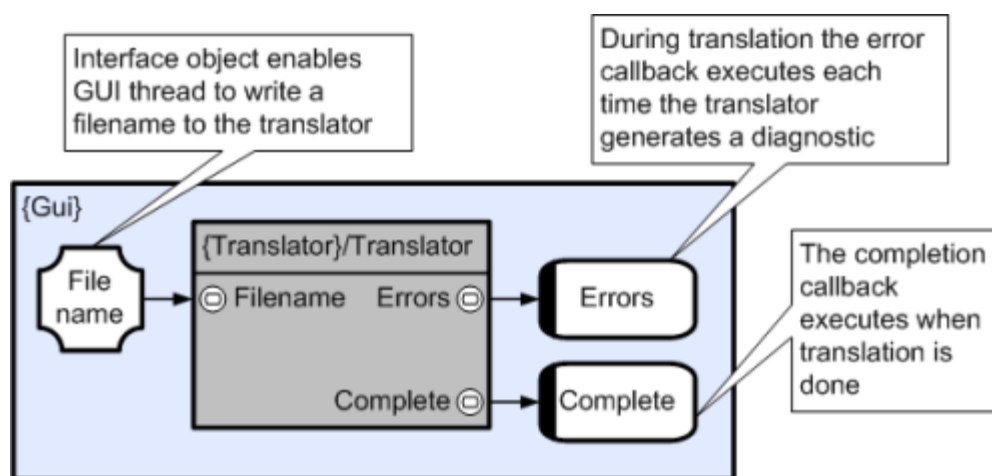 Interface object enables
GUI thread to write a
filename to the translator
During translation the error
callback executes each
time the translator
generates a diagnostic
{Gui}
{Translator}/Translator
File
name
Filename
Errors
Errors
Complete
Complete
The completion
callback
executes when
translation is
done